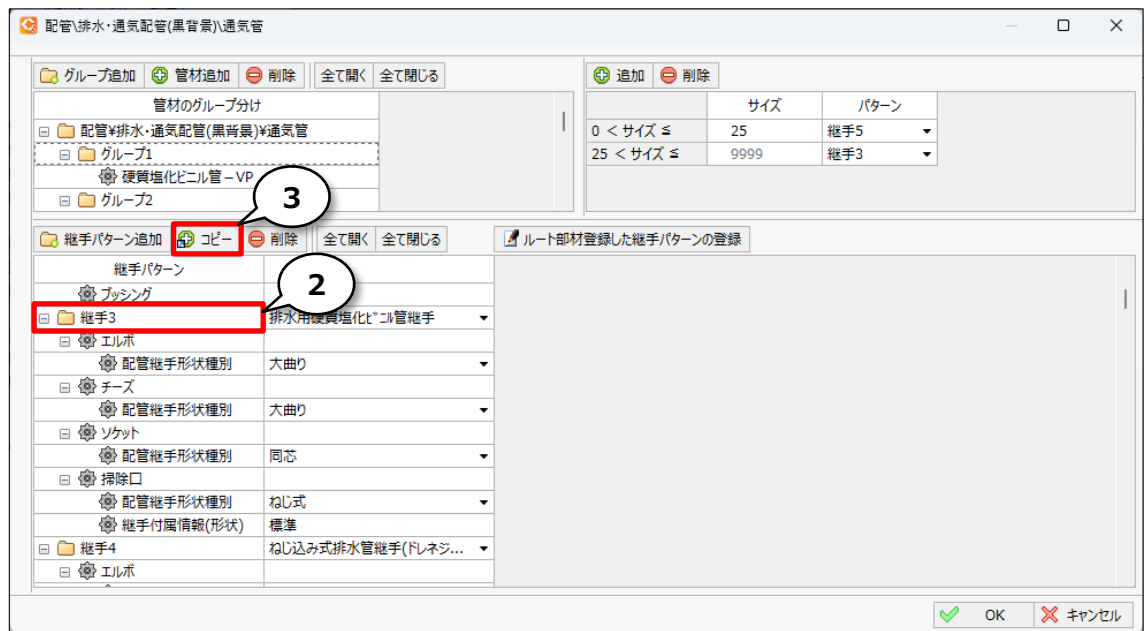 配管\排水・通気配管(黒背景)\通気管
グループ追加 管材追加 削除 全て開く 全て閉じる
追加 削除
管材のグループ分け
配管¥排水・通気配管(黒背景)¥通気管
グループ1
硬質塩化ビニル管－VP
グループ2
サイズ パターン
0 < サイズ ≦ 25 継手5
25 < サイズ ≦ 9999 継手3
3
継手パターン追加 コピー 削除 全て開く 全て閉じる
ルート部材登録した継手パターンの登録
継手パターン
2
ブッシング
継手3 排水用硬質塩化ﾋﾞﾆﾙ管継手
エルボ
配管継手形状種別 大曲り
チーズ
配管継手形状種別 大曲り
ソケット
配管継手形状種別 同芯
掃除口
配管継手形状種別 ねじ式
継手付属情報(形状) 標準
継手4 ねじ込み式排水管継手(ドレネジ...
エルボ
OK キャンセル